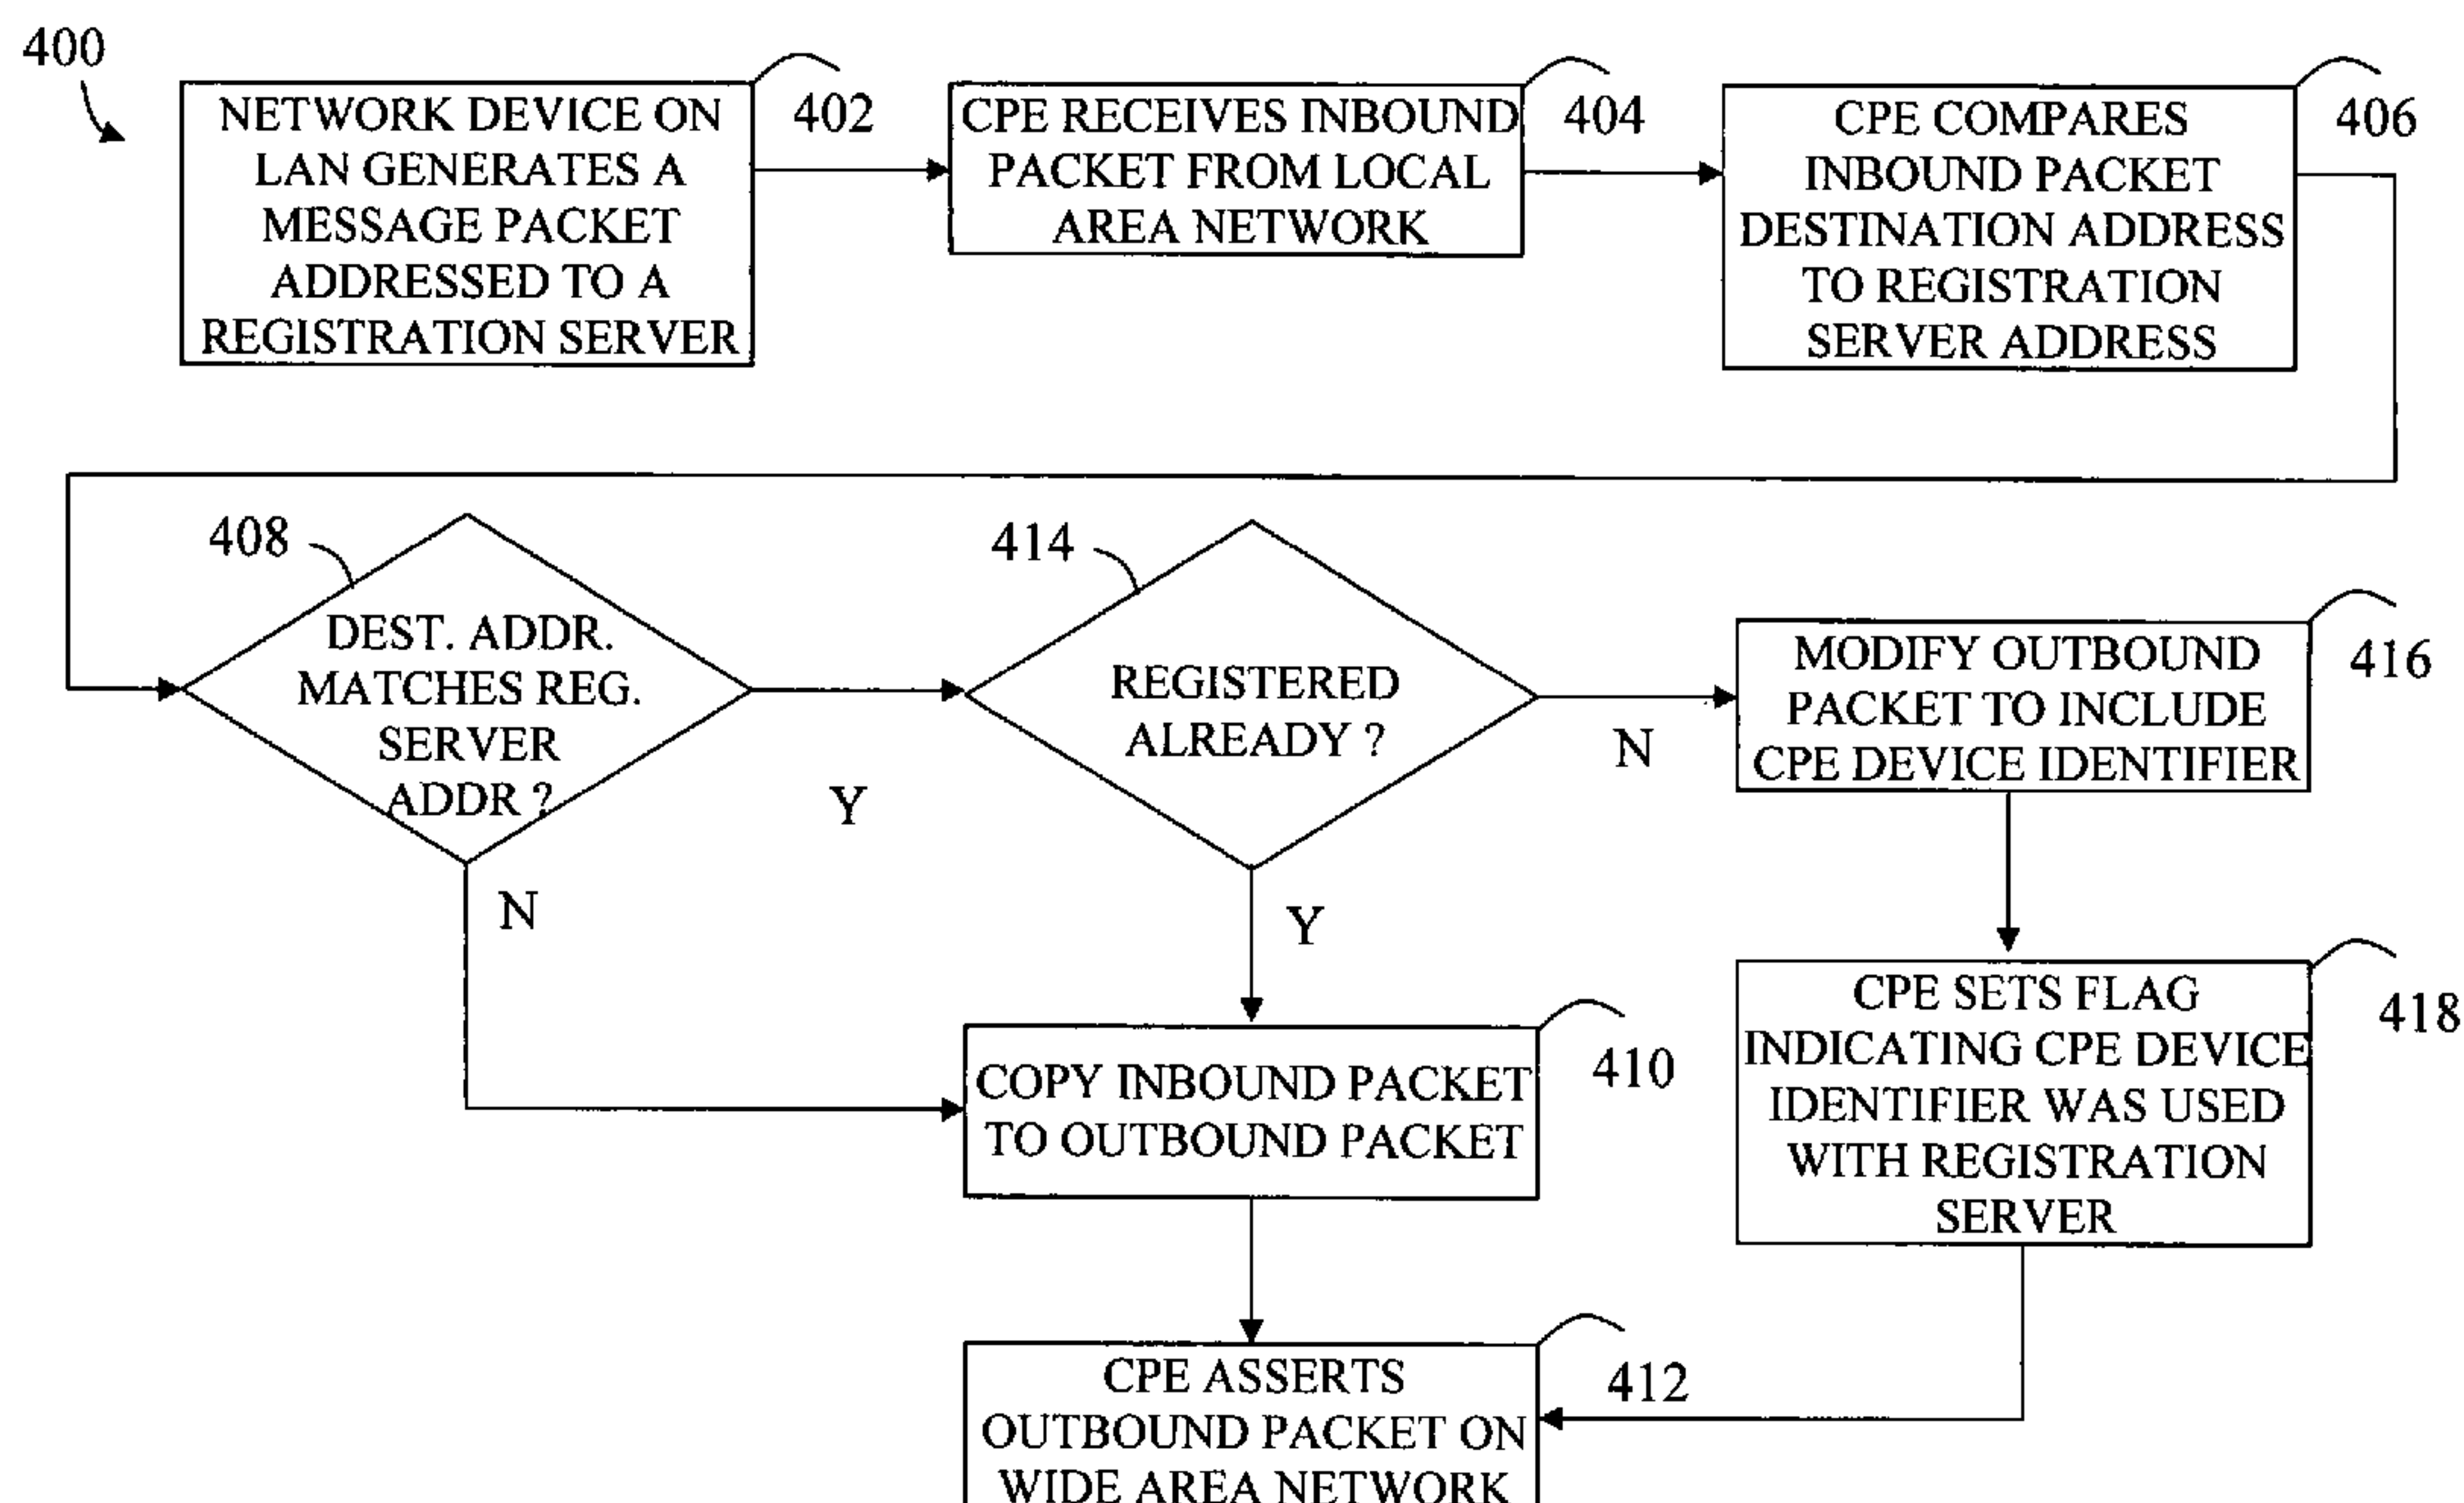 400
NETWORK DEVICE ON
LAN GENERATES A
MESSAGE PACKET
ADDRESSED TO A
REGISTRATION SERVER
402
CPE RECEIVES INBOUND
PACKET FROM LOCAL
AREA NETWORK
404
CPE COMPARES
INBOUND PACKET
DESTINATION ADDRESS
TO REGISTRATION
SERVER ADDRESS
406
408
DEST. ADDR.
MATCHES REG.
SERVER
ADDR ?
Y
N
414
REGISTERED
ALREADY ?
N
Y
MODIFY OUTBOUND
PACKET TO INCLUDE
CPE DEVICE IDENTIFIER
416
CPE SETS FLAG
INDICATING CPE DEVICE
IDENTIFIER WAS USED
WITH REGISTRATION
SERVER
418
COPY INBOUND PACKET
TO OUTBOUND PACKET
410
CPE ASSERTS
OUTBOUND PACKET ON
WIDE AREA NETWORK
412